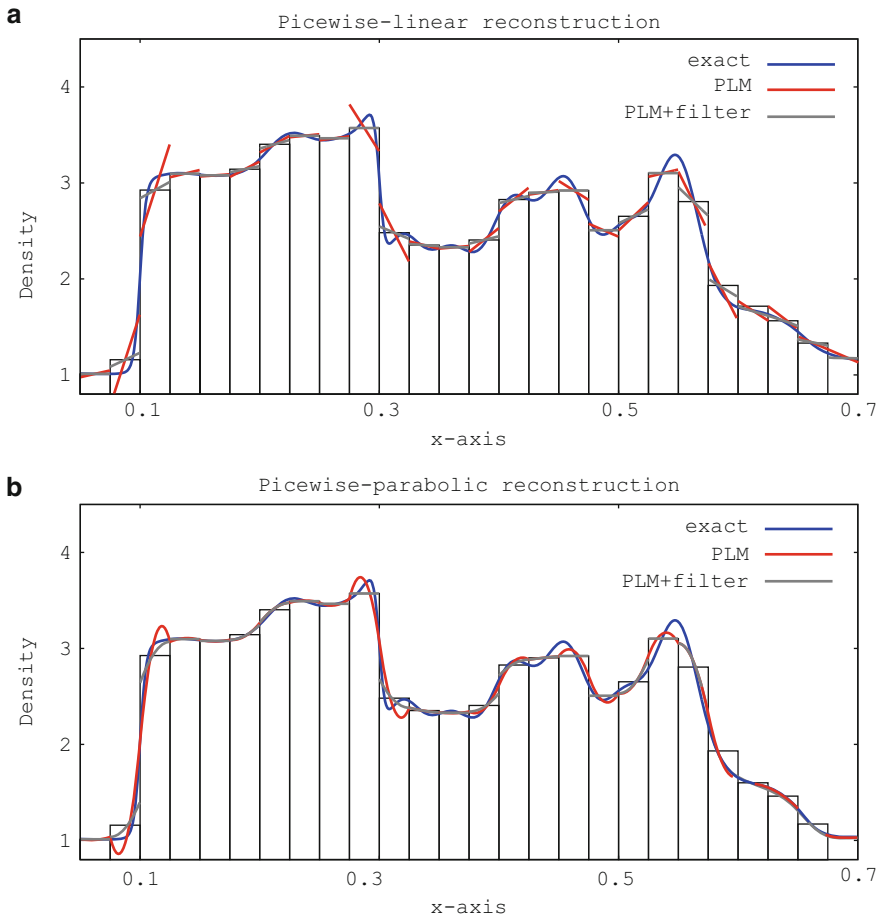 a
Picewise-linear reconstruction
4
3
2
1
Density
exact
PLM
PLM+filter
0.1
0.3
0.5
0.7
x-axis
b
Picewise-parabolic reconstruction
4
3
2
1
Density
exact
PLM
PLM+filter
0.1
0.3
0.5
0.7
x-axis